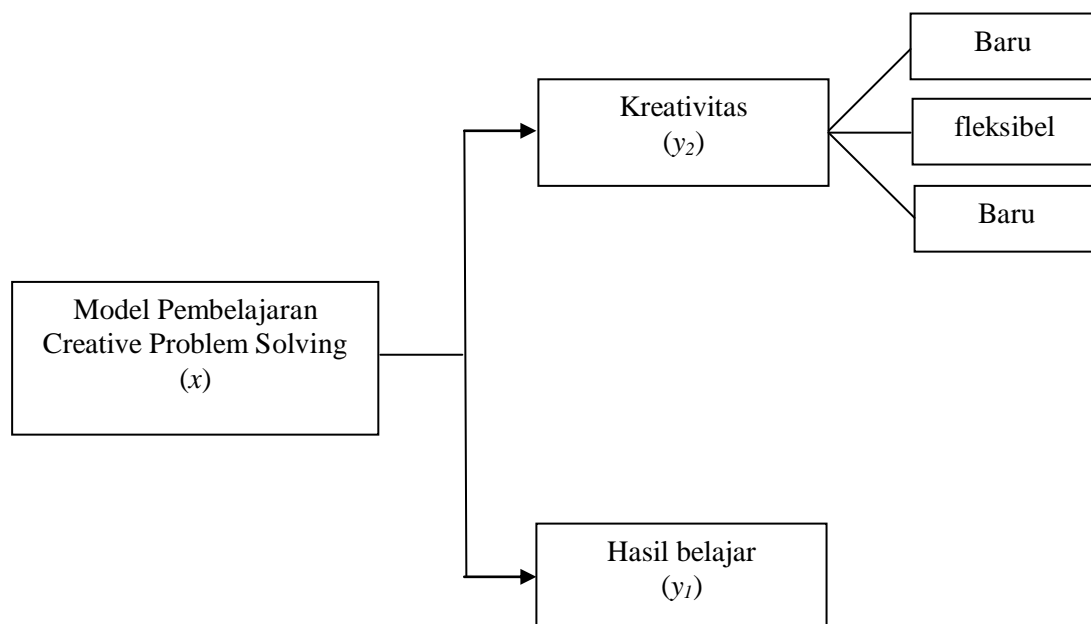 Baru
Kreativitas
(y2)
fleksibel
Baru
Model Pembelajaran
Creative Problem Solving
(x)
Hasil belajar
(y1)